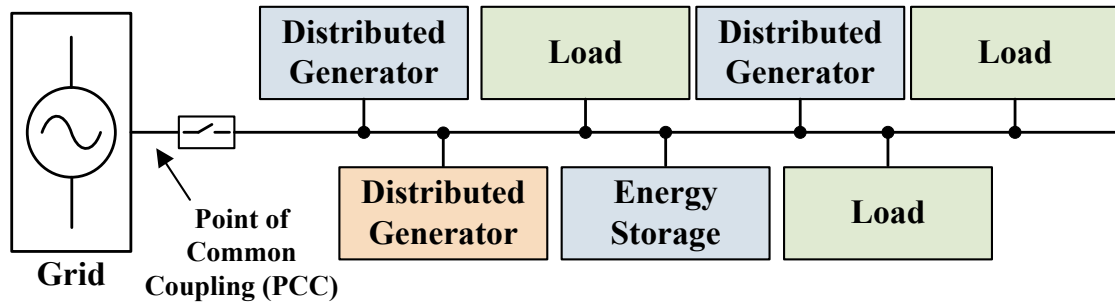 Distributed
Generator
Load
Distributed
Generator
Load
Distributed
Generator
Energy
Storage
Load
Point of
Common
Coupling (PCC)
Grid